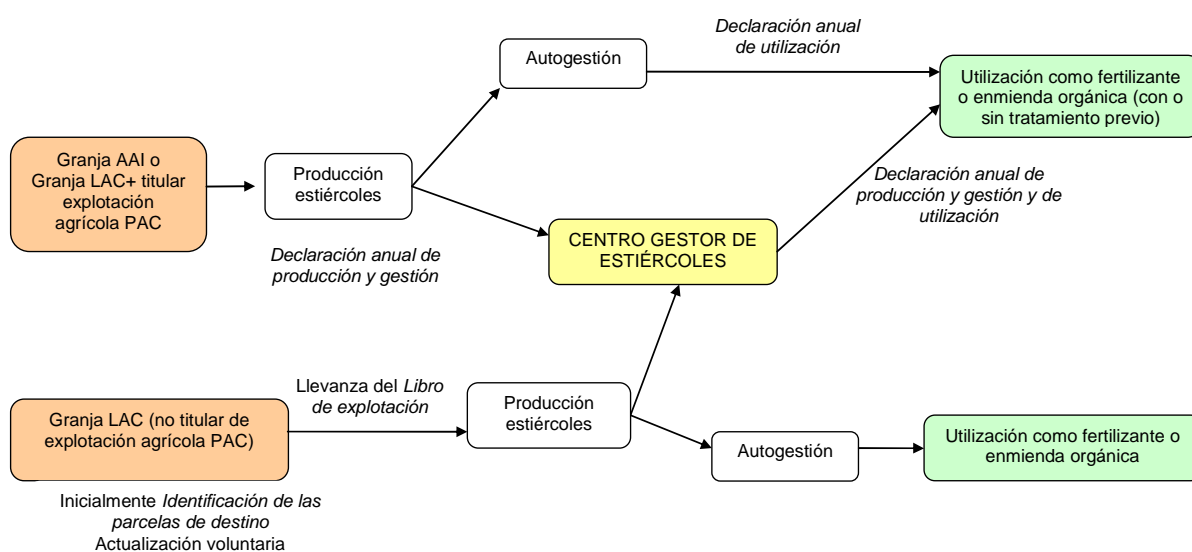 Declaración anual
de utilización
Autogestión
Utilización como fertilizante
o enmienda orgánica (con o
sin tratamiento previo)
Granja AAI o
Granja LAC+ titular
explotación
agrícola PAC
Producción
estiércoles
Declaración anual de
producción y gestión y de
utilización
Declaración anual de
producción y gestión
CENTRO GESTOR DE
ESTIÉRCOLES
Llevanza del Libro
de explotación
Granja LAC (no titular de
explotación agrícola PAC)
Producción
estiércoles
Autogestión
Utilización como fertilizante o
enmienda orgánica
Inicialmente Identificación de las
parcelas de destino
Actualización voluntaria